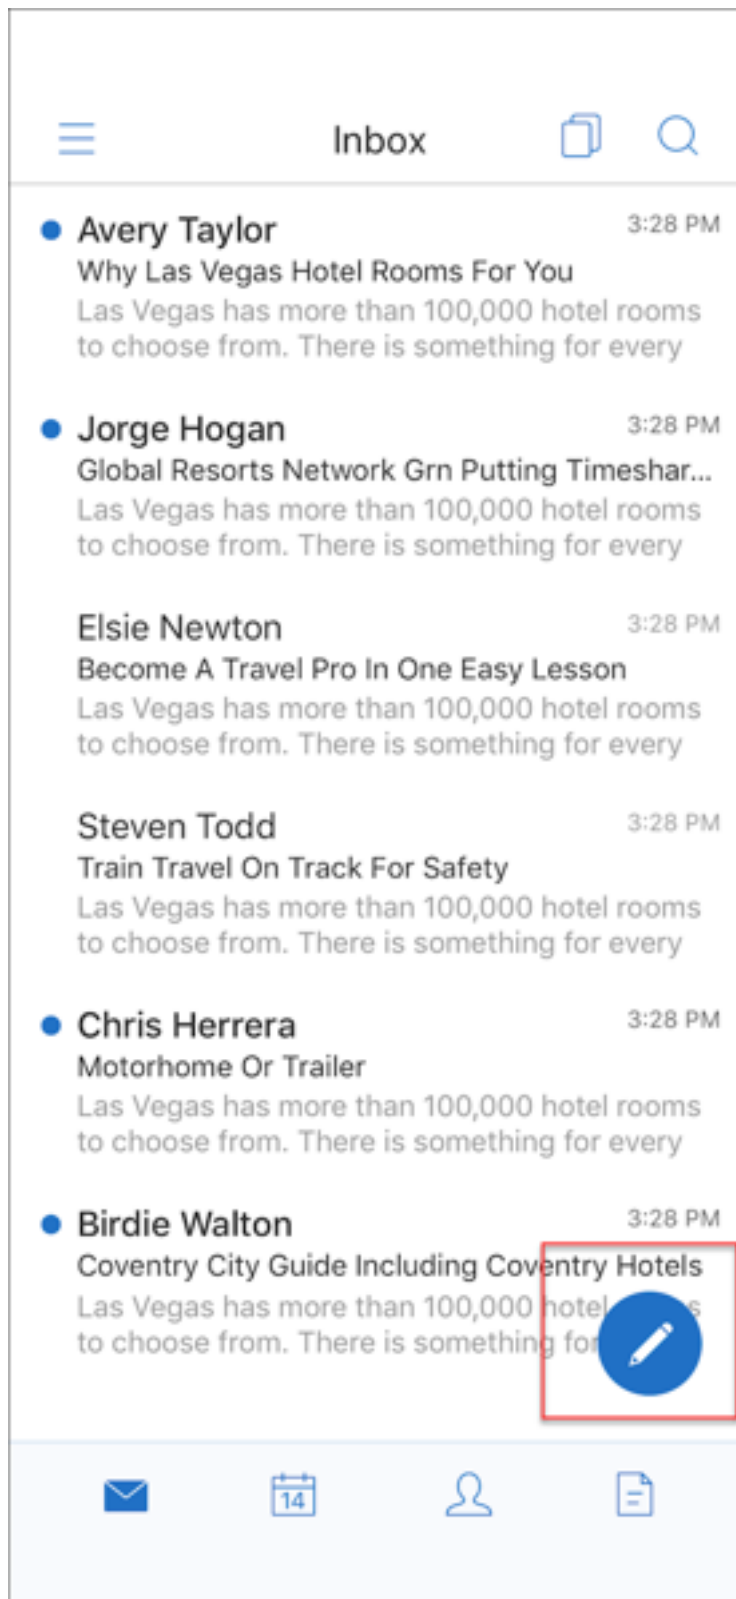 Inbox
Avery Taylor 3:28 PM
Why Las Vegas Hotel Rooms For You
Las Vegas has more than 100,000 hotel rooms
to choose from. There is something for every
Jorge Hogan 3:28 PM
Global Resorts Network Grn Putting Timeshar...
Las Vegas has more than 100,000 hotel rooms
to choose from. There is something for every
Elsie Newton 3:28 PM
Become A Travel Pro In One Easy Lesson
Las Vegas has more than 100,000 hotel rooms
to choose from. There is something for every
Steven Todd 3:28 PM
Train Travel On Track For Safety
Las Vegas has more than 100,000 hotel rooms
to choose from. There is something for every
Chris Herrera 3:28 PM
Motorhome Or Trailer
Las Vegas has more than 100,000 hotel rooms
to choose from. There is something for every
Birdie Walton 3:28 PM
Coventry City Guide Including Coventry Hotels
Las Vegas has more than 100,000 hotel
to choose from. There is something for
14